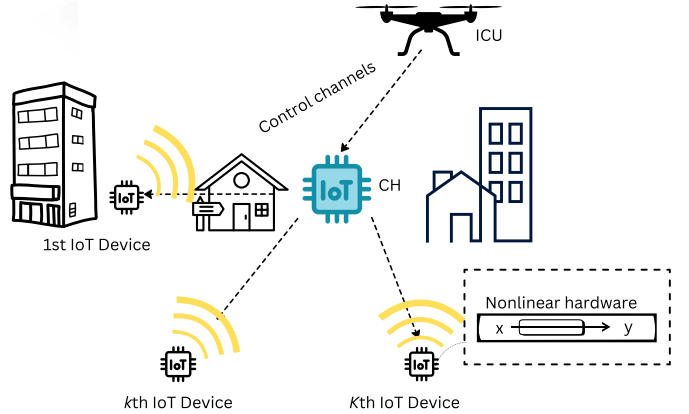 ICU
Control channels
IoT
CH
IoT
1st IoT Device
Nonlinear hardware
x
y
IoT
IoT
kth IoT Device
Kth IoT Device